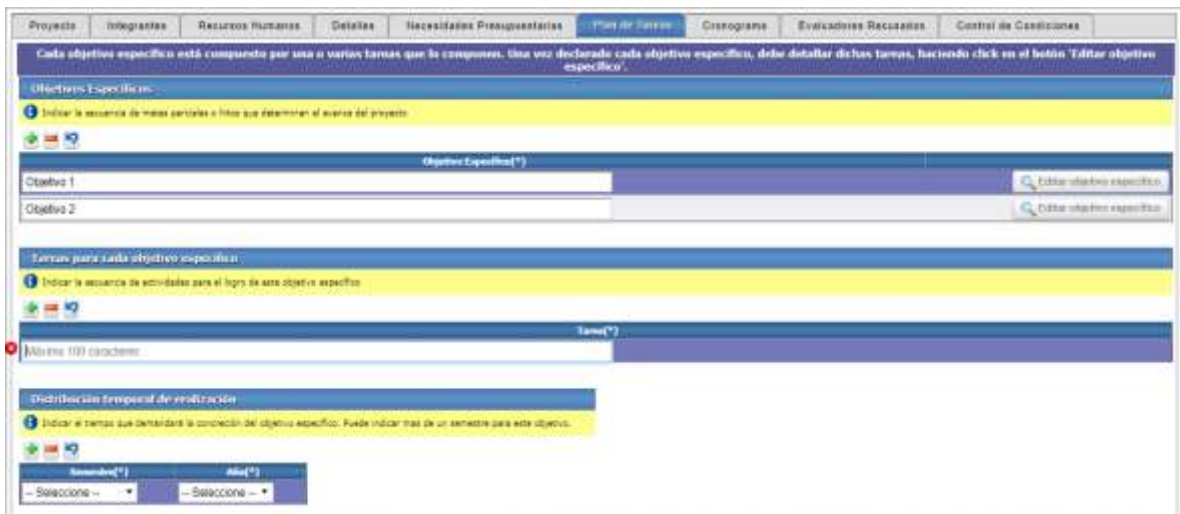 Proyecto Integrantes Recursos Humanos Detalles Necesidades Presupuestarias Plan de Tareas Cronograma Evaluadores Recusados Control de Condiciones
Cada objetivo específico está compuesto por una o varias tareas que lo componen. Una vez declarado cada objetivo específico, debe detallar dichas tareas, haciendo click en el botón 'Editar objetivo
específico'.
Objetivos Específicos
Indicar la secuencia de metas parciales o hitos que determinan el avance del proyecto
Objetivo Específico(*)
Objetivo 1 Editar objetivo específico
Objetivo 2 Editar objetivo específico
Tareas para cada objetivo específico
Indicar la secuencia de actividades para el logro de este objetivo específico
Tarea(*)
Máximo 100 caracteres
Distribución temporal de realización
Indicar el tiempo que demandará la concreción del objetivo específico. Puede indicar mas de un semestre para este objetivo.
Semestre(*) Año(*)
-- Seleccione -- -- Seleccione --